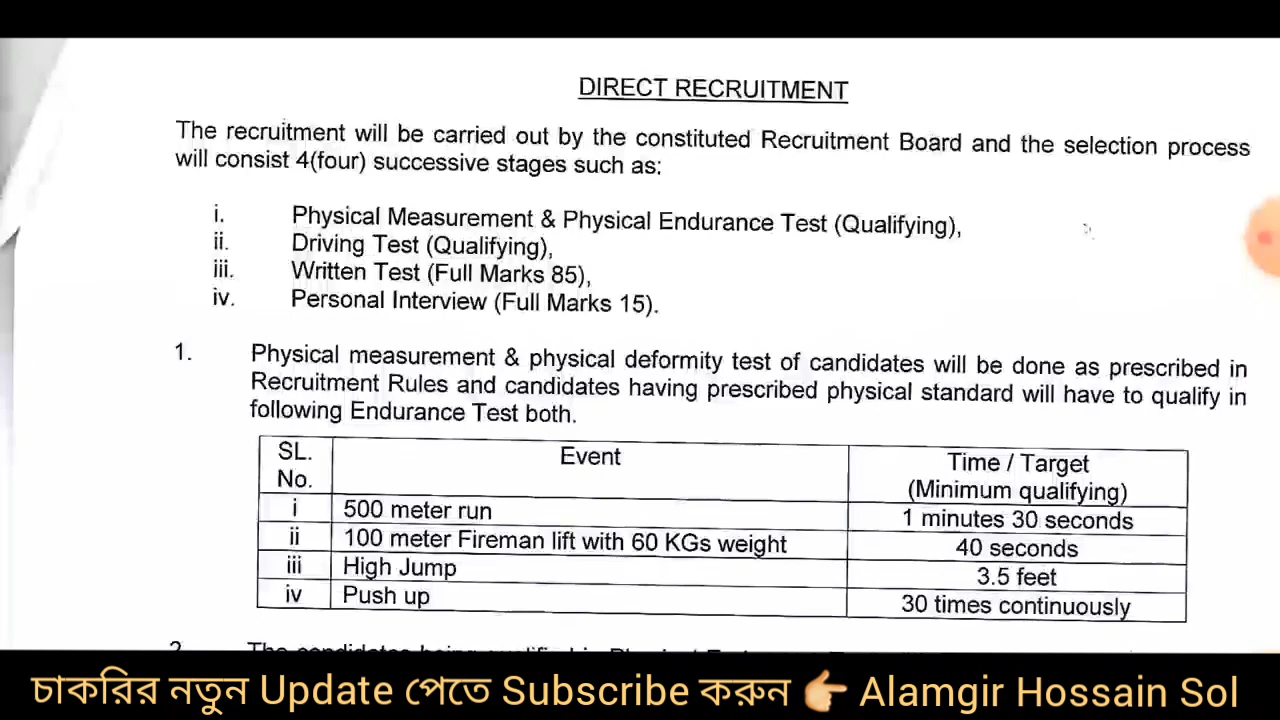 DIRECT RECRUITMENT
The recruitment will be carried out by the constituted Recruitment Board and the selection process
will consist 4(four) successive stages such as:
i. Physical Measurement & Physical Endurance Test (Qualifying),
ii. Driving Test (Qualifying),
iii. Written Test (Full Marks 85),
iv. Personal Interview (Full Marks 15).
1. Physical measurement & physical deformity test of candidates will be done as prescribed in
Recruitment Rules and candidates having prescribed physical standard will have to qualify in
following Endurance Test both.
SL. No. Event Time / Target
(Minimum qualifying)
i 500 meter run 1 minutes 30 seconds
ii 100 meter Fireman lift with 60 KGs weight 40 seconds
iii High Jump 3.5 feet
iv Push up 30 times continuously
চাকরির নতুন Update পেতে Subscribe করুন 👉 Alamgir Hossain Sol